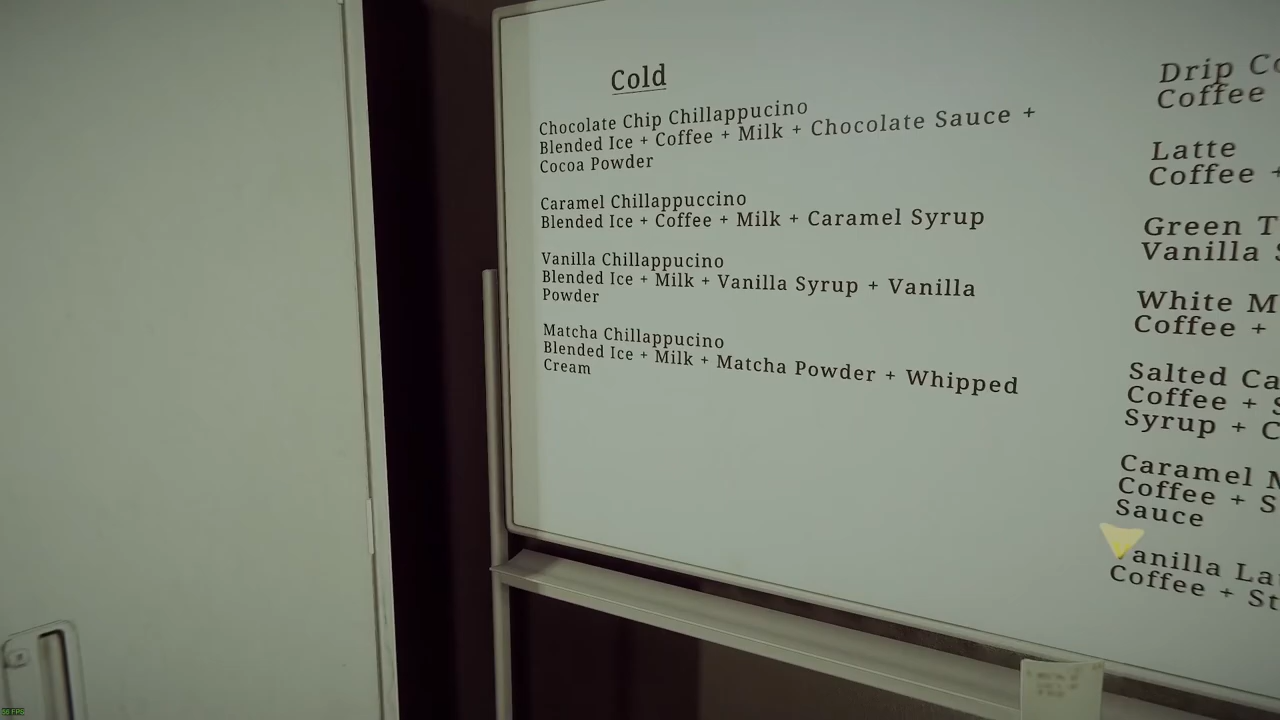 Cold
Chocolate Chip Chillappucino
Blended Ice + Coffee + Milk + Chocolate Sauce +
Cocoa Powder
Caramel Chillappuccino
Blended Ice + Coffee + Milk + Caramel Syrup
Vanilla Chillappucino
Blended Ice + Milk + Vanilla Syrup + Vanilla
Powder
Matcha Chillappucino
Blended Ice + Milk + Matcha Powder + Whipped
Cream
Drip
Coffee
Latte
Coffee +
Green
Vanilla
White
Coffee +
Salted
Coffee +
Syrup +
Caramel
Coffee +
Sauce
Coffee +